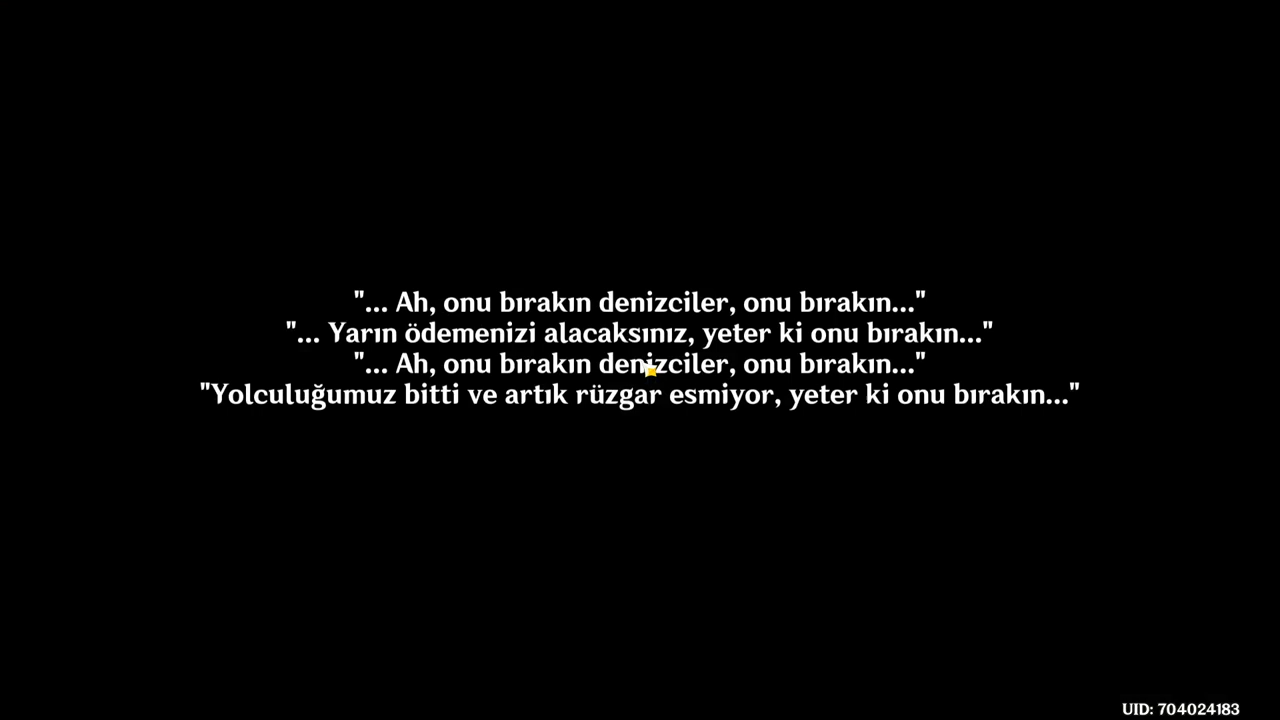 "... Ah, onu bırakın denizciler, onu bırakın..."
"... Yarın ödemenizi alacaksınız, yeter ki onu bırakın..."
"... Ah, onu bırakın denizciler, onu bırakın..."
"Yolculuğumuz bitti ve artık rüzgar esmiyor, yeter ki onu bırakın..."
UID: 704024183